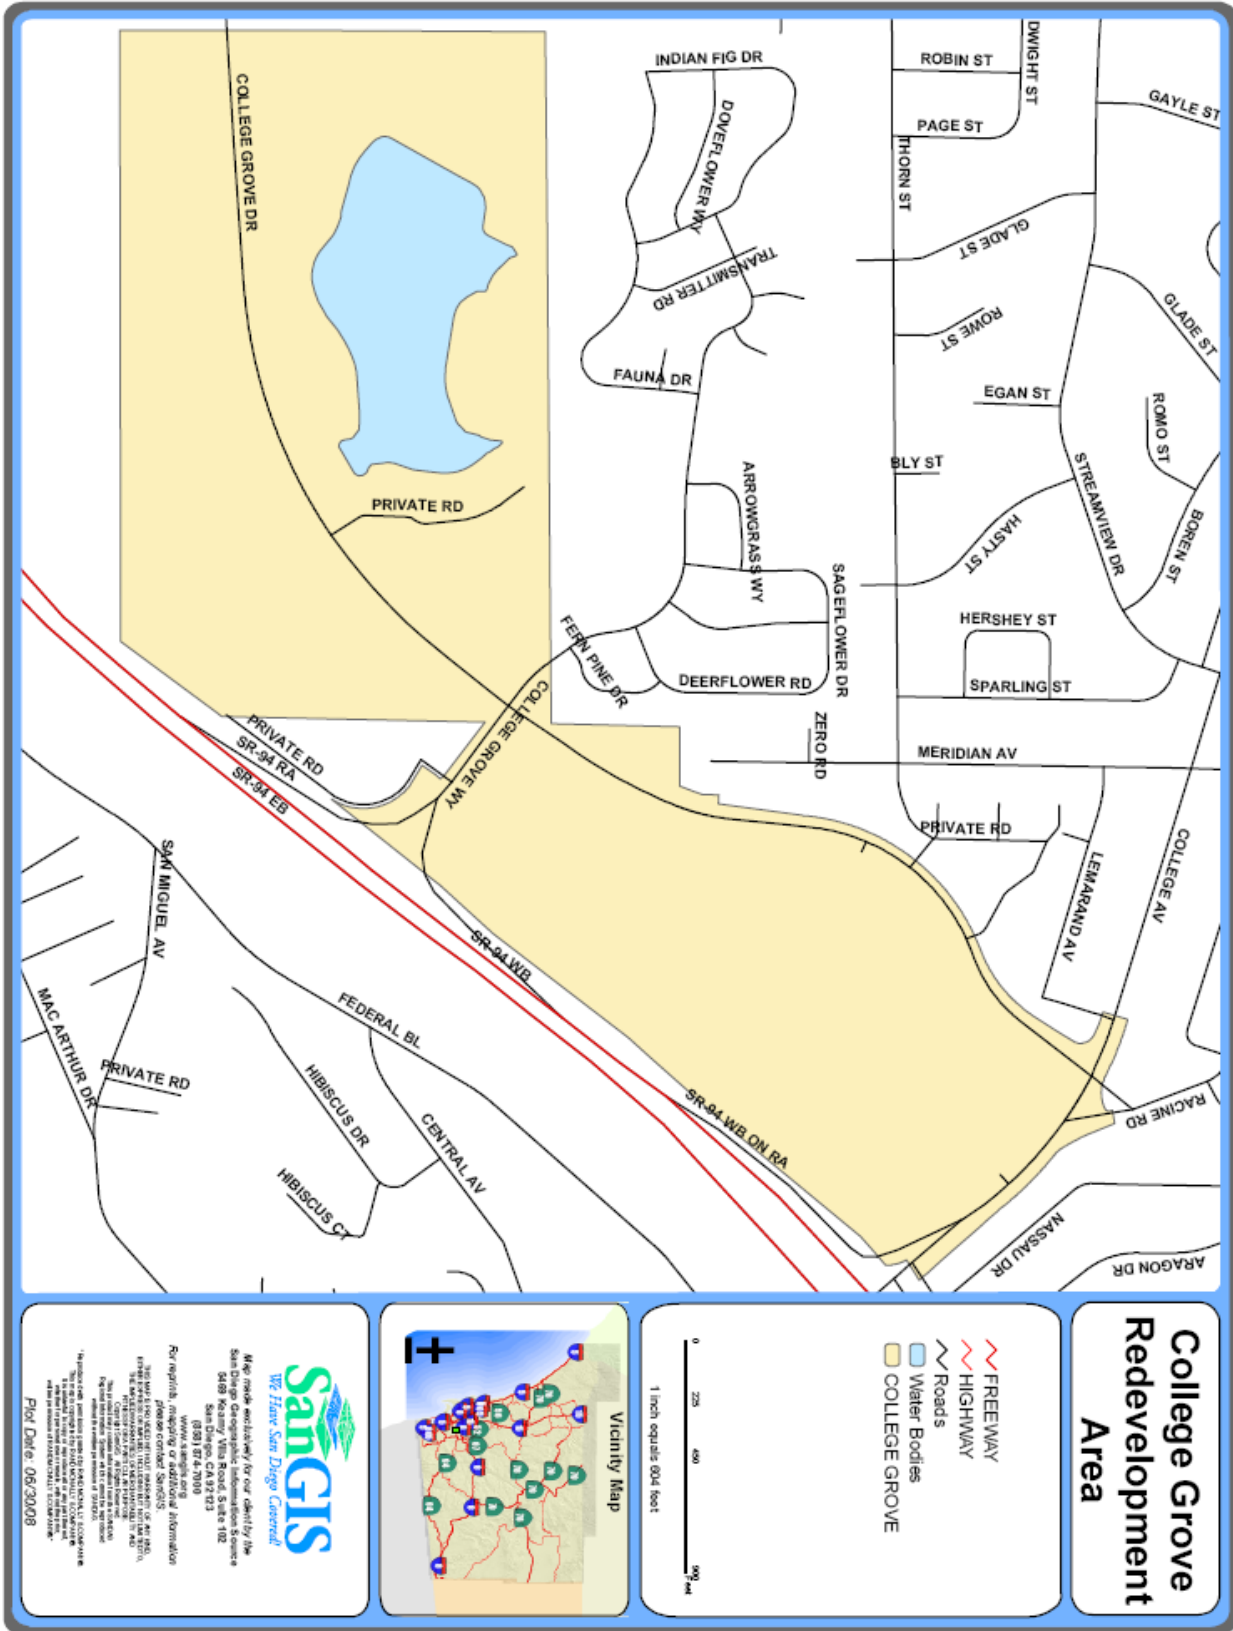 College Grove
Redevelopment
Area
FREEWAY
HIGHWAY
Roads
Water Bodies
COLLEGE GROVE
0
225
450
900
Feet
1 inch equals 604 feet
Vicinity Map
SanGIS
We Have San Diego Covered!
Map made exclusively for our client by the
San Diego Geographic Information Source
5469 Kearny Villa Road, Suite 102
San Diego, CA 92123
(858) 874-7000
www.sangis.org
For reprints, mapping or additional information
please contact SanGIS.
Plot Date: 06/30/08
COLLEGE GROVE DR
PRIVATE RD
INDIAN FIG DR
DOVEFLOWER WY
TRANSMITTER RD
FAUNA DR
ARROWGRASS WY
SAGEFLOWER DR
FERN PINE DR
DEERFLOWER RD
COLLEGE GROVE WY
ZERO RD
ROBIN ST
DWIGHT ST
PAGE ST
THORN ST
GAYLE ST
GLADE ST
GLADE ST
ROWE ST
EGAN ST
ROMO ST
BLY ST
STREAMVIEW DR
HASTY ST
BOREN ST
HERSHEY ST
SPARLING ST
MERIDIAN AV
PRIVATE RD
LEMARAND AV
COLLEGE AV
RACINE RD
NASSAU DR
ARAGON DR
PRIVATE RD
SR-94 RA
SR-94 EB
SR-94 WB
SR-94 WB ON RA
SAN MIGUEL AV
FEDERAL BL
MAC ARTHUR DR
PRIVATE RD
HIBISCUS DR
CENTRAL AV
HIBISCUS CT